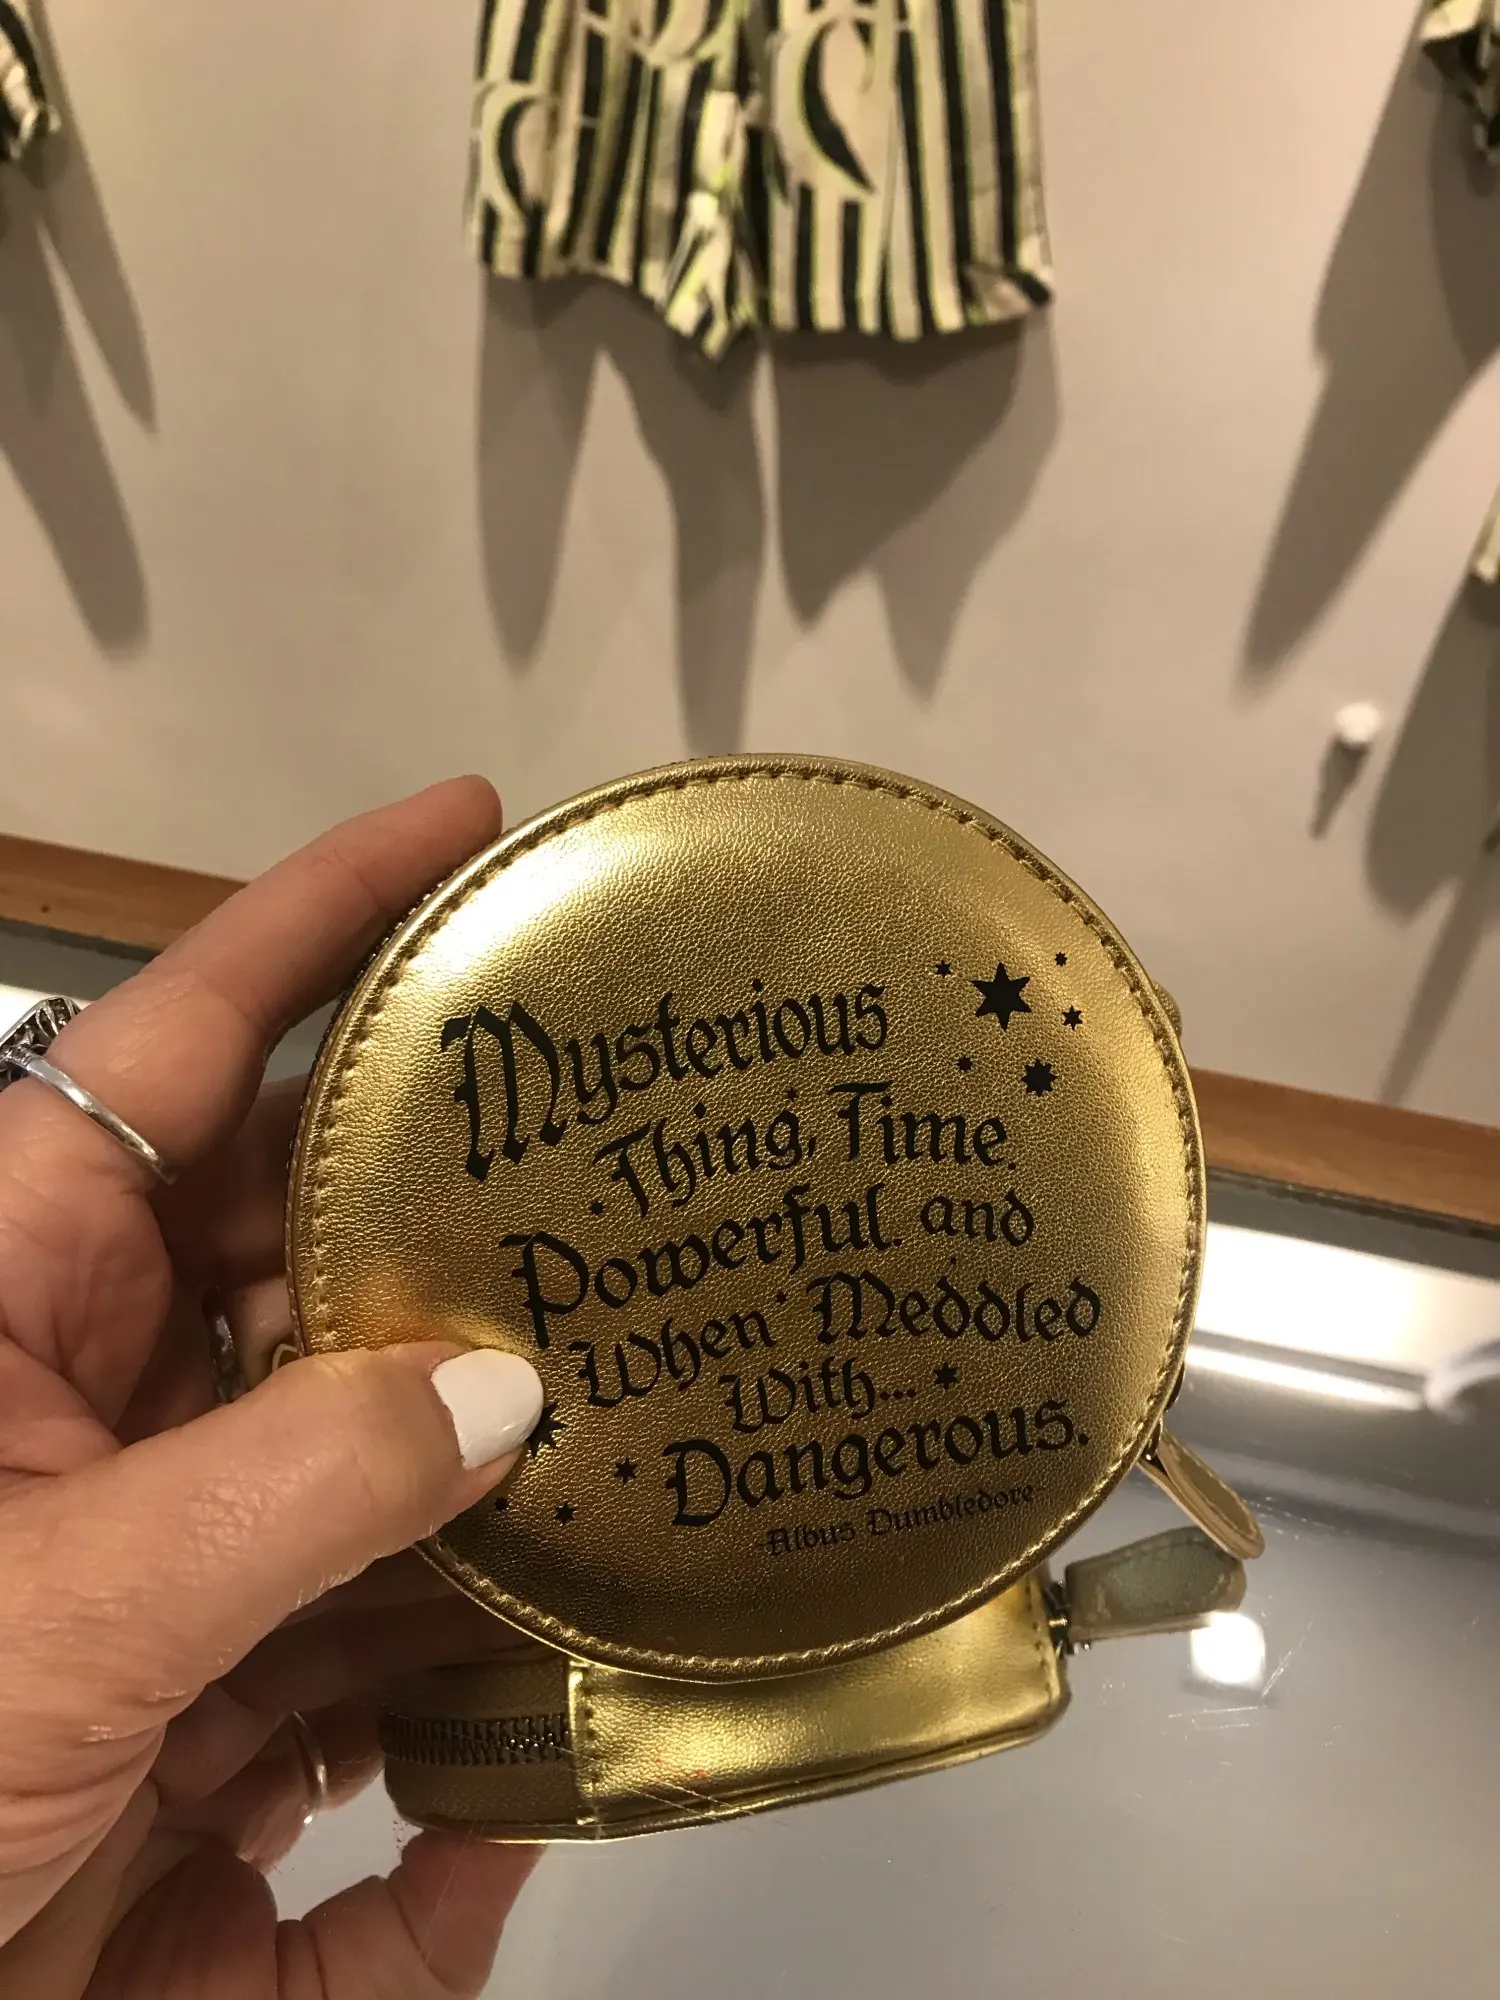 Mysterious
Thing, Time.
Powerful. and
When Meddled
With...
Dangerous.
-Albus Dumbledore-